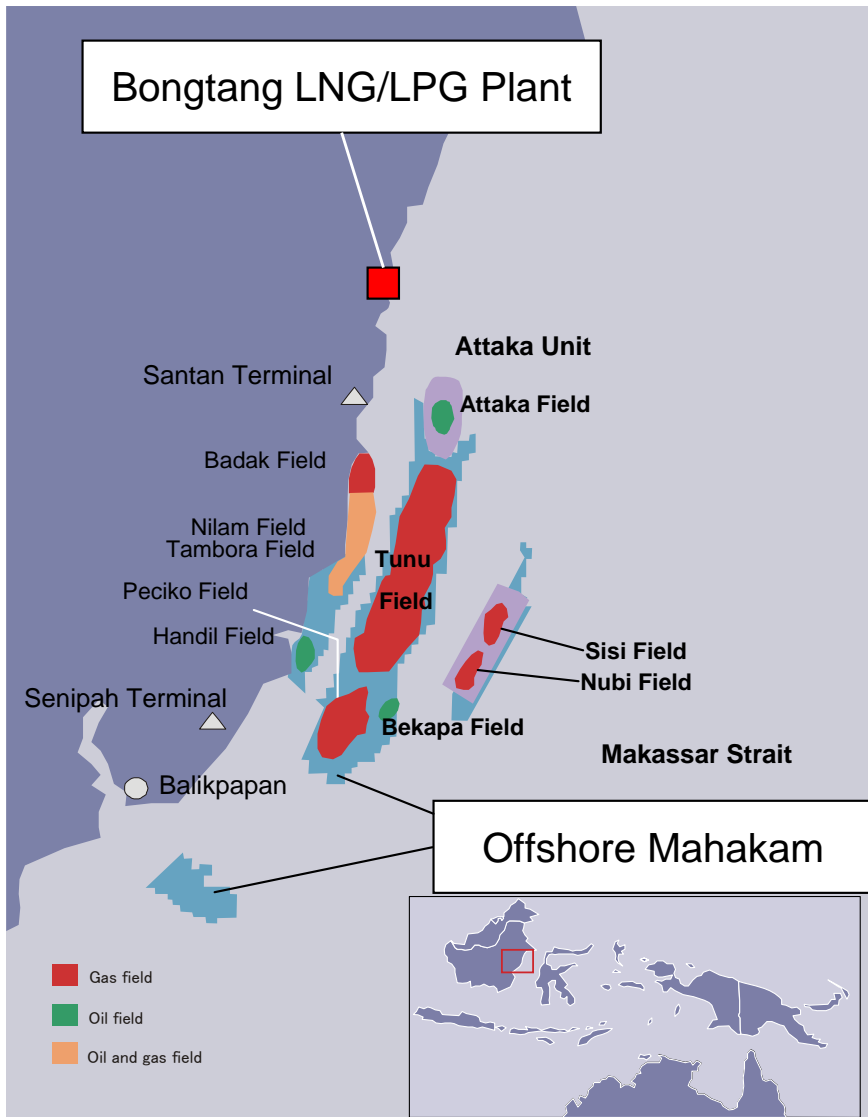 Bongtang LNG/LPG Plant
Attaka Unit
Santan Terminal
Attaka Field
Badak Field
Nilam Field
Tambora Field
Tunu
Field
Peciko Field
Handil Field
Sisi Field
Nubi Field
Senipah Terminal
Bekapa Field
Makassar Strait
Balikpapan
Offshore Mahakam
Gas field
Oil field
Oil and gas field